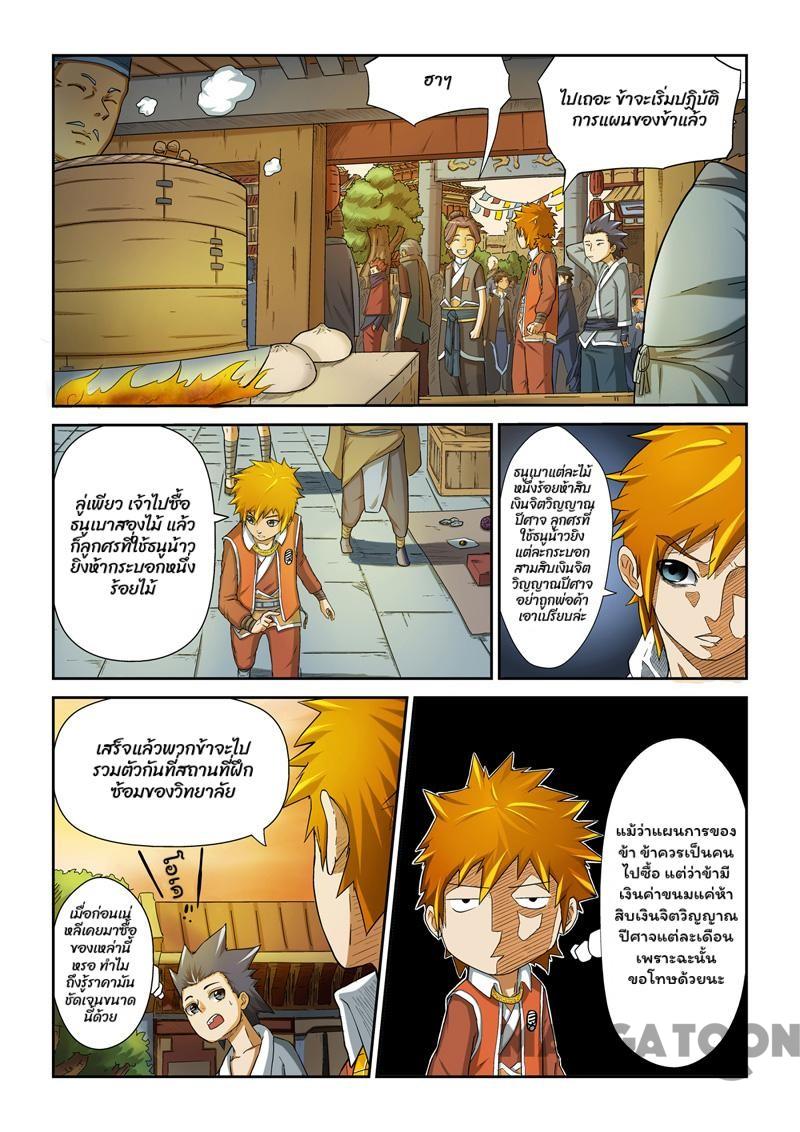 ฮาๆ
ไปเถอะ ข้าจะเริ่มปฏิบัติ
การแผนของข้าแล้ว
ลู่เพียว เจ้าไปซื้อ
ธนูเบาสองไม้ แล้ว
ก็ลูกศรที่ใช้ธนูน้าว
ยิงห้ากระบอกหนึ่ง
ร้อยไม้
ธนูเบาแต่ละไม้
หนึ่งร้อยห้าสิบ
เงินจิตวิญญาณ
ปีศาจ ลูกศรที่
ใช้ธนูน้าวยิง
แต่ละกระบอก
สามสิบเงินจิต
วิญญาณปีศาจ
อย่าถูกพ่อค้า
เอาเปรียบล่ะ
เสร็จแล้วพวกข้าจะไป
รวมตัวกันที่สถานที่ฝึก
ซ้อมของวิทยาลัย
โอเค
เมื่อก่อนเน่
หลีเคยมาซื้อ
ของเหล่านี้
หรอ ทำไม
ถึงรู้ราคามัน
ชัดเจนขนาด
นี้ด้วย
แม้ว่าแผนการของ
ข้า ข้าควรเป็นคน
ไปซื้อ แต่ว่าข้ามี
เงินค่าขนมแค่ห้า
สิบเงินจิตวิญญาณ
ปีศาจแต่ละเดือน
เพราะฉะนั้น
ขอโทษด้วยนะ
MANGATOON